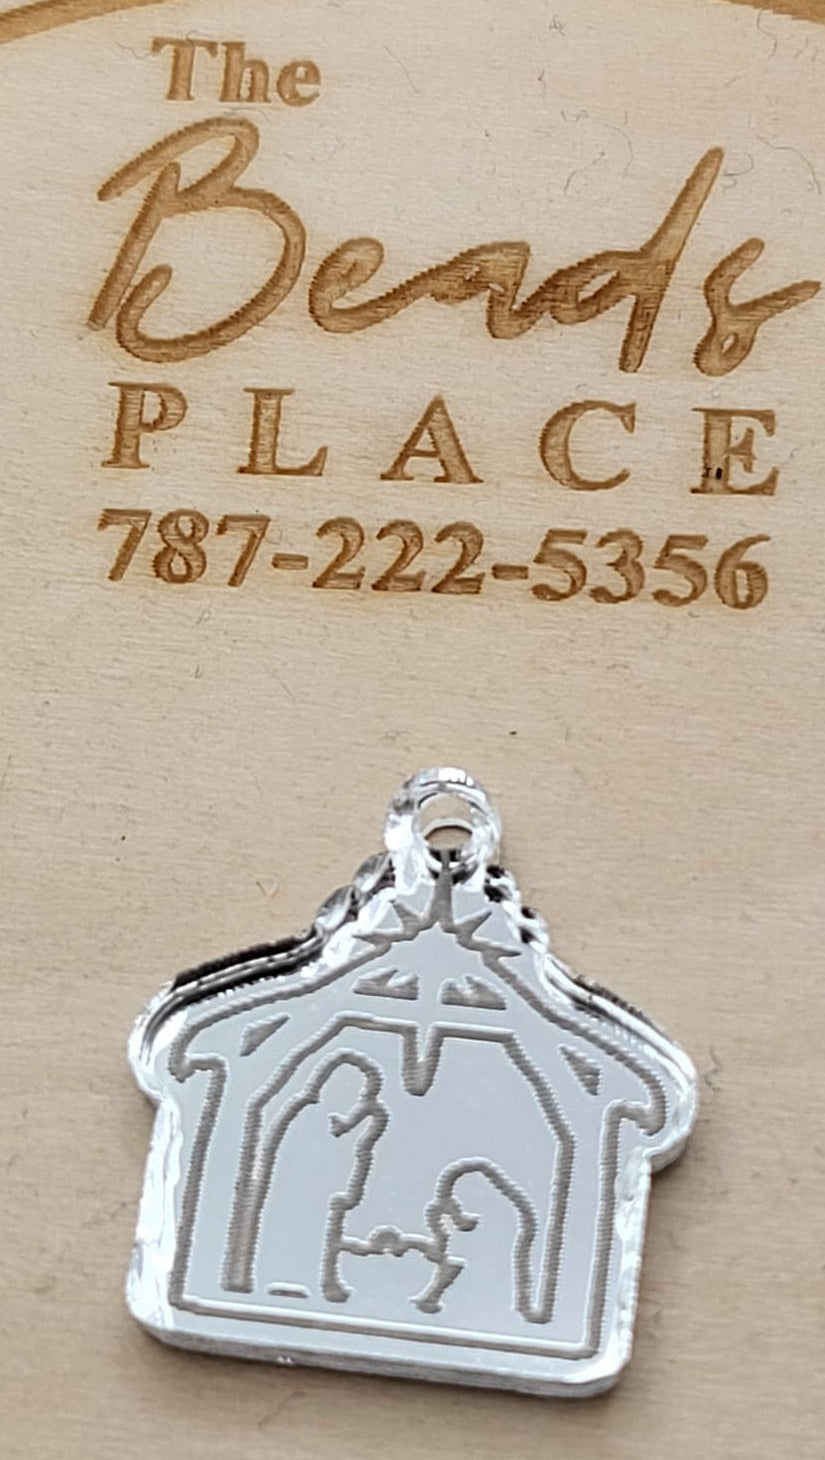 The
Beads
PLACE
787-222-5356